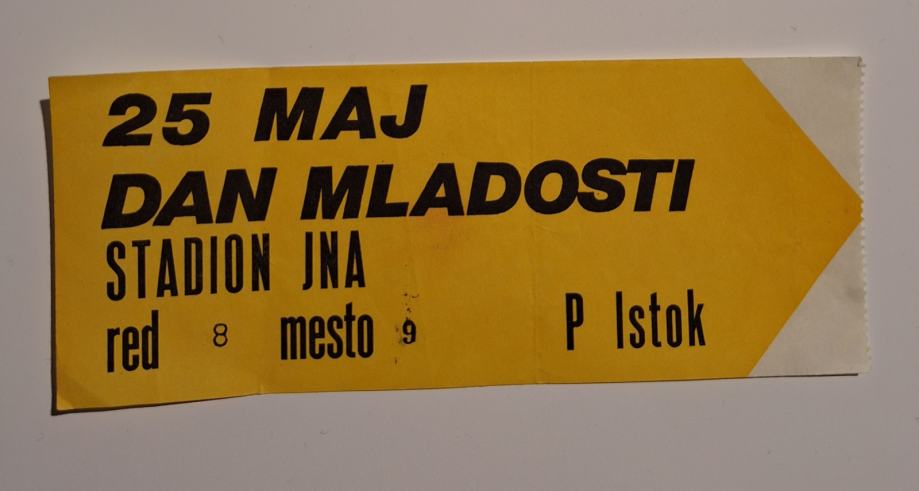 25 MAJ
DAN MLADOSTI
STADION JNA
red 8 mesto 9 P Istok